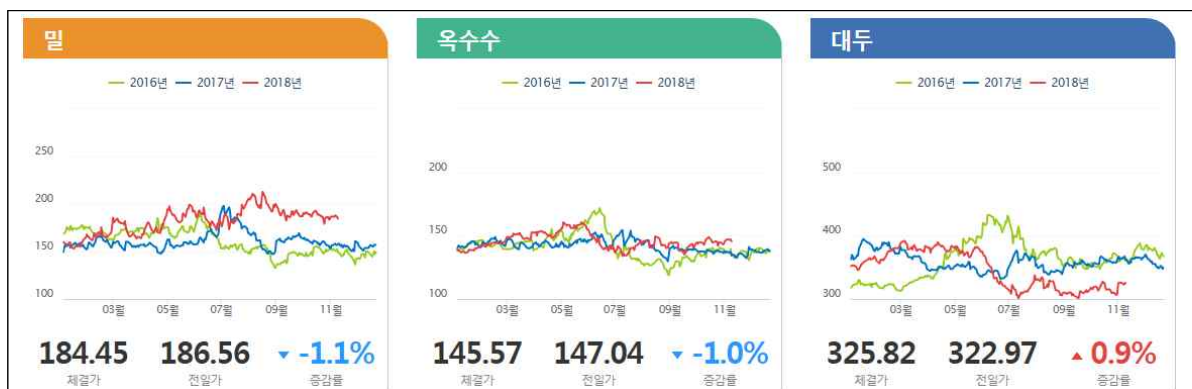 밀
2016년 2017년 2018년
250
200
150
100
03월 05월 07월 09월 11월
184.45 186.56 ▼ -1.1%
체결가 전일가 증감률
옥수수
2016년 2017년 2018년
200
150
100
03월 05월 07월 09월 11월
145.57 147.04 ▼ -1.0%
체결가 전일가 증감률
대두
2016년 2017년 2018년
500
400
300
03월 05월 07월 09월 11월
325.82 322.97 ▲ 0.9%
체결가 전일가 증감률